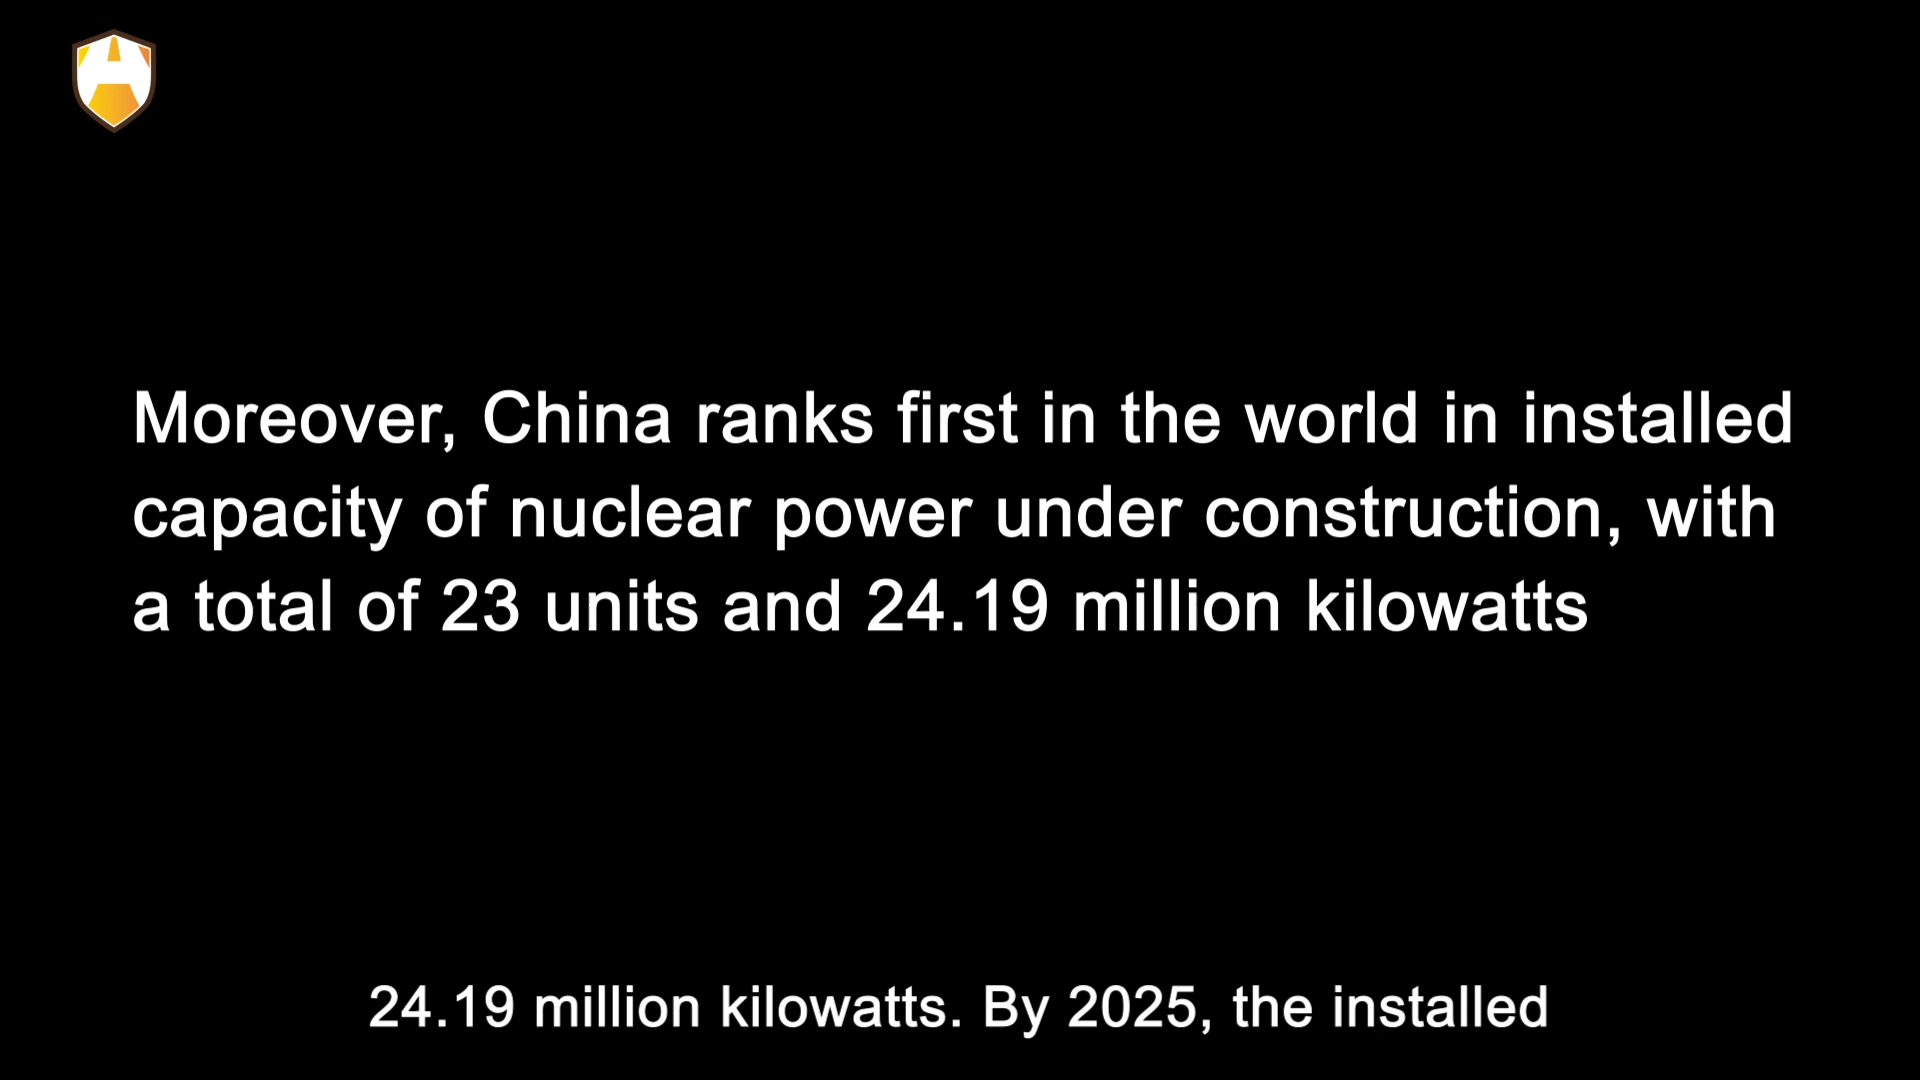 Moreover, China ranks first in the world in installed
capacity of nuclear power under construction, with
a total of 23 units and 24.19 million kilowatts
24.19 million kilowatts. By 2025, the installed